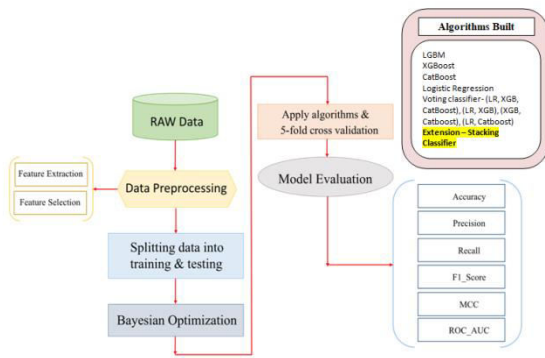 RAW Data
Feature Extraction
Feature Selection
Data Preprocessing
Splitting data into
training & testing
Bayesian Optimization
Apply algorithms &
5-fold cross validation
Model Evaluation
Algorithms Built
LGBM
XGBoost
CatBoost
Logistic Regression
Voting classifier- (LR, XGB,
CatBoost), (LR, XGB), (XGB,
Catboost), (LR, Catboost)
Extension – Stacking
Classifier
Accuracy
Precision
Recall
F1_Score
MCC
ROC_AUC